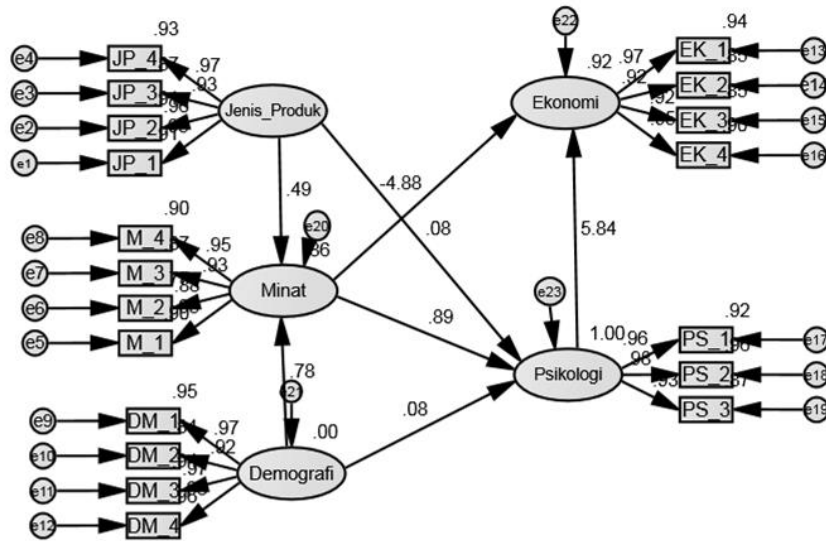 .93
e4 JP_4 .97
e3 JP_3 .93
e2 JP_2
e1 JP_1
Jenis_Produk
e22
.92
Ekonomi
.94
.97 EK_1 e13
.92 EK_2 e14
.92 EK_3 e15
EK_4 e16
.49
-4.88
.08
5.84
.90
e8 M_4 .95
e7 M_3 .93
e6 M_2 .88
e5 M_1
e20
Minat
.89
e23
1.00
Psikologi
.92
.96 PS_1 e17
.98 PS_2 e18
.93 PS_3 e19
.78
e21
.08
.95
e9 DM_1 .97
e10 DM_2 .92
e11 DM_3 .97
e12 DM_4
.00
Demografi